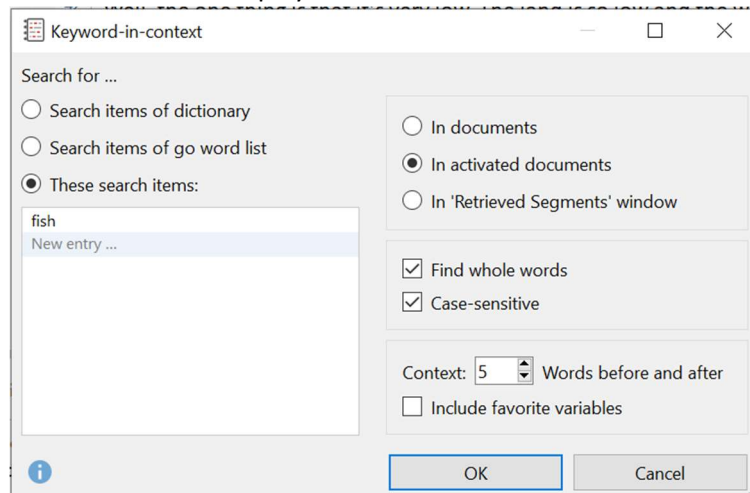 Keyword-in-context
Search for ...
Search items of dictionary
Search items of go word list
These search items:
fish
New entry ...
In documents
In activated documents
In 'Retrieved Segments' window
Find whole words
Case-sensitive
Context: 5 Words before and after
Include favorite variables
OK
Cancel